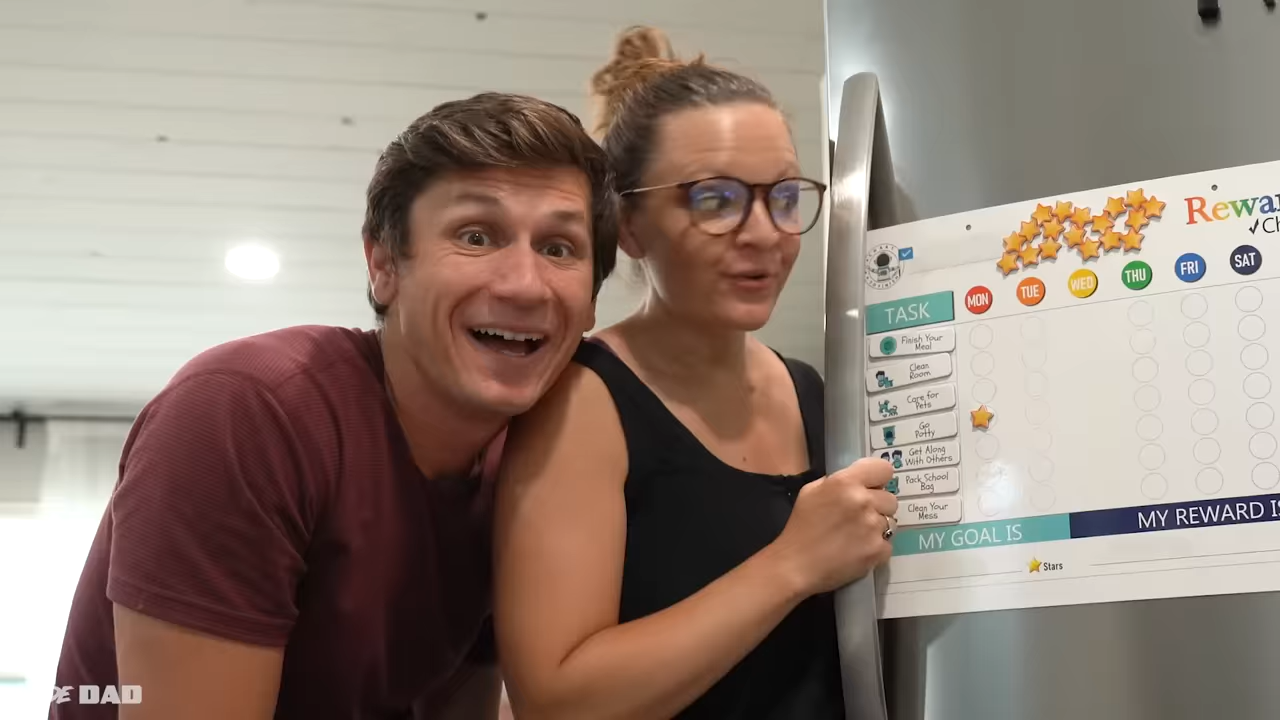 Rewa
✓Ch
MON TUE WED THU FRI SAT
TASK
Finish Your
Meal
Clean
Room
Care for
Pets
Go
Potty
Get Along
With Others
Pack School
Bag
Clean Your
Mess
MY GOAL IS
MY REWARD IS
Stars
DAD